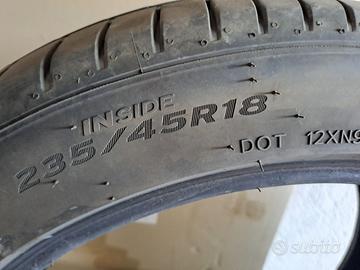 INSIDE
235/45R18
DOT 12XN9
subito